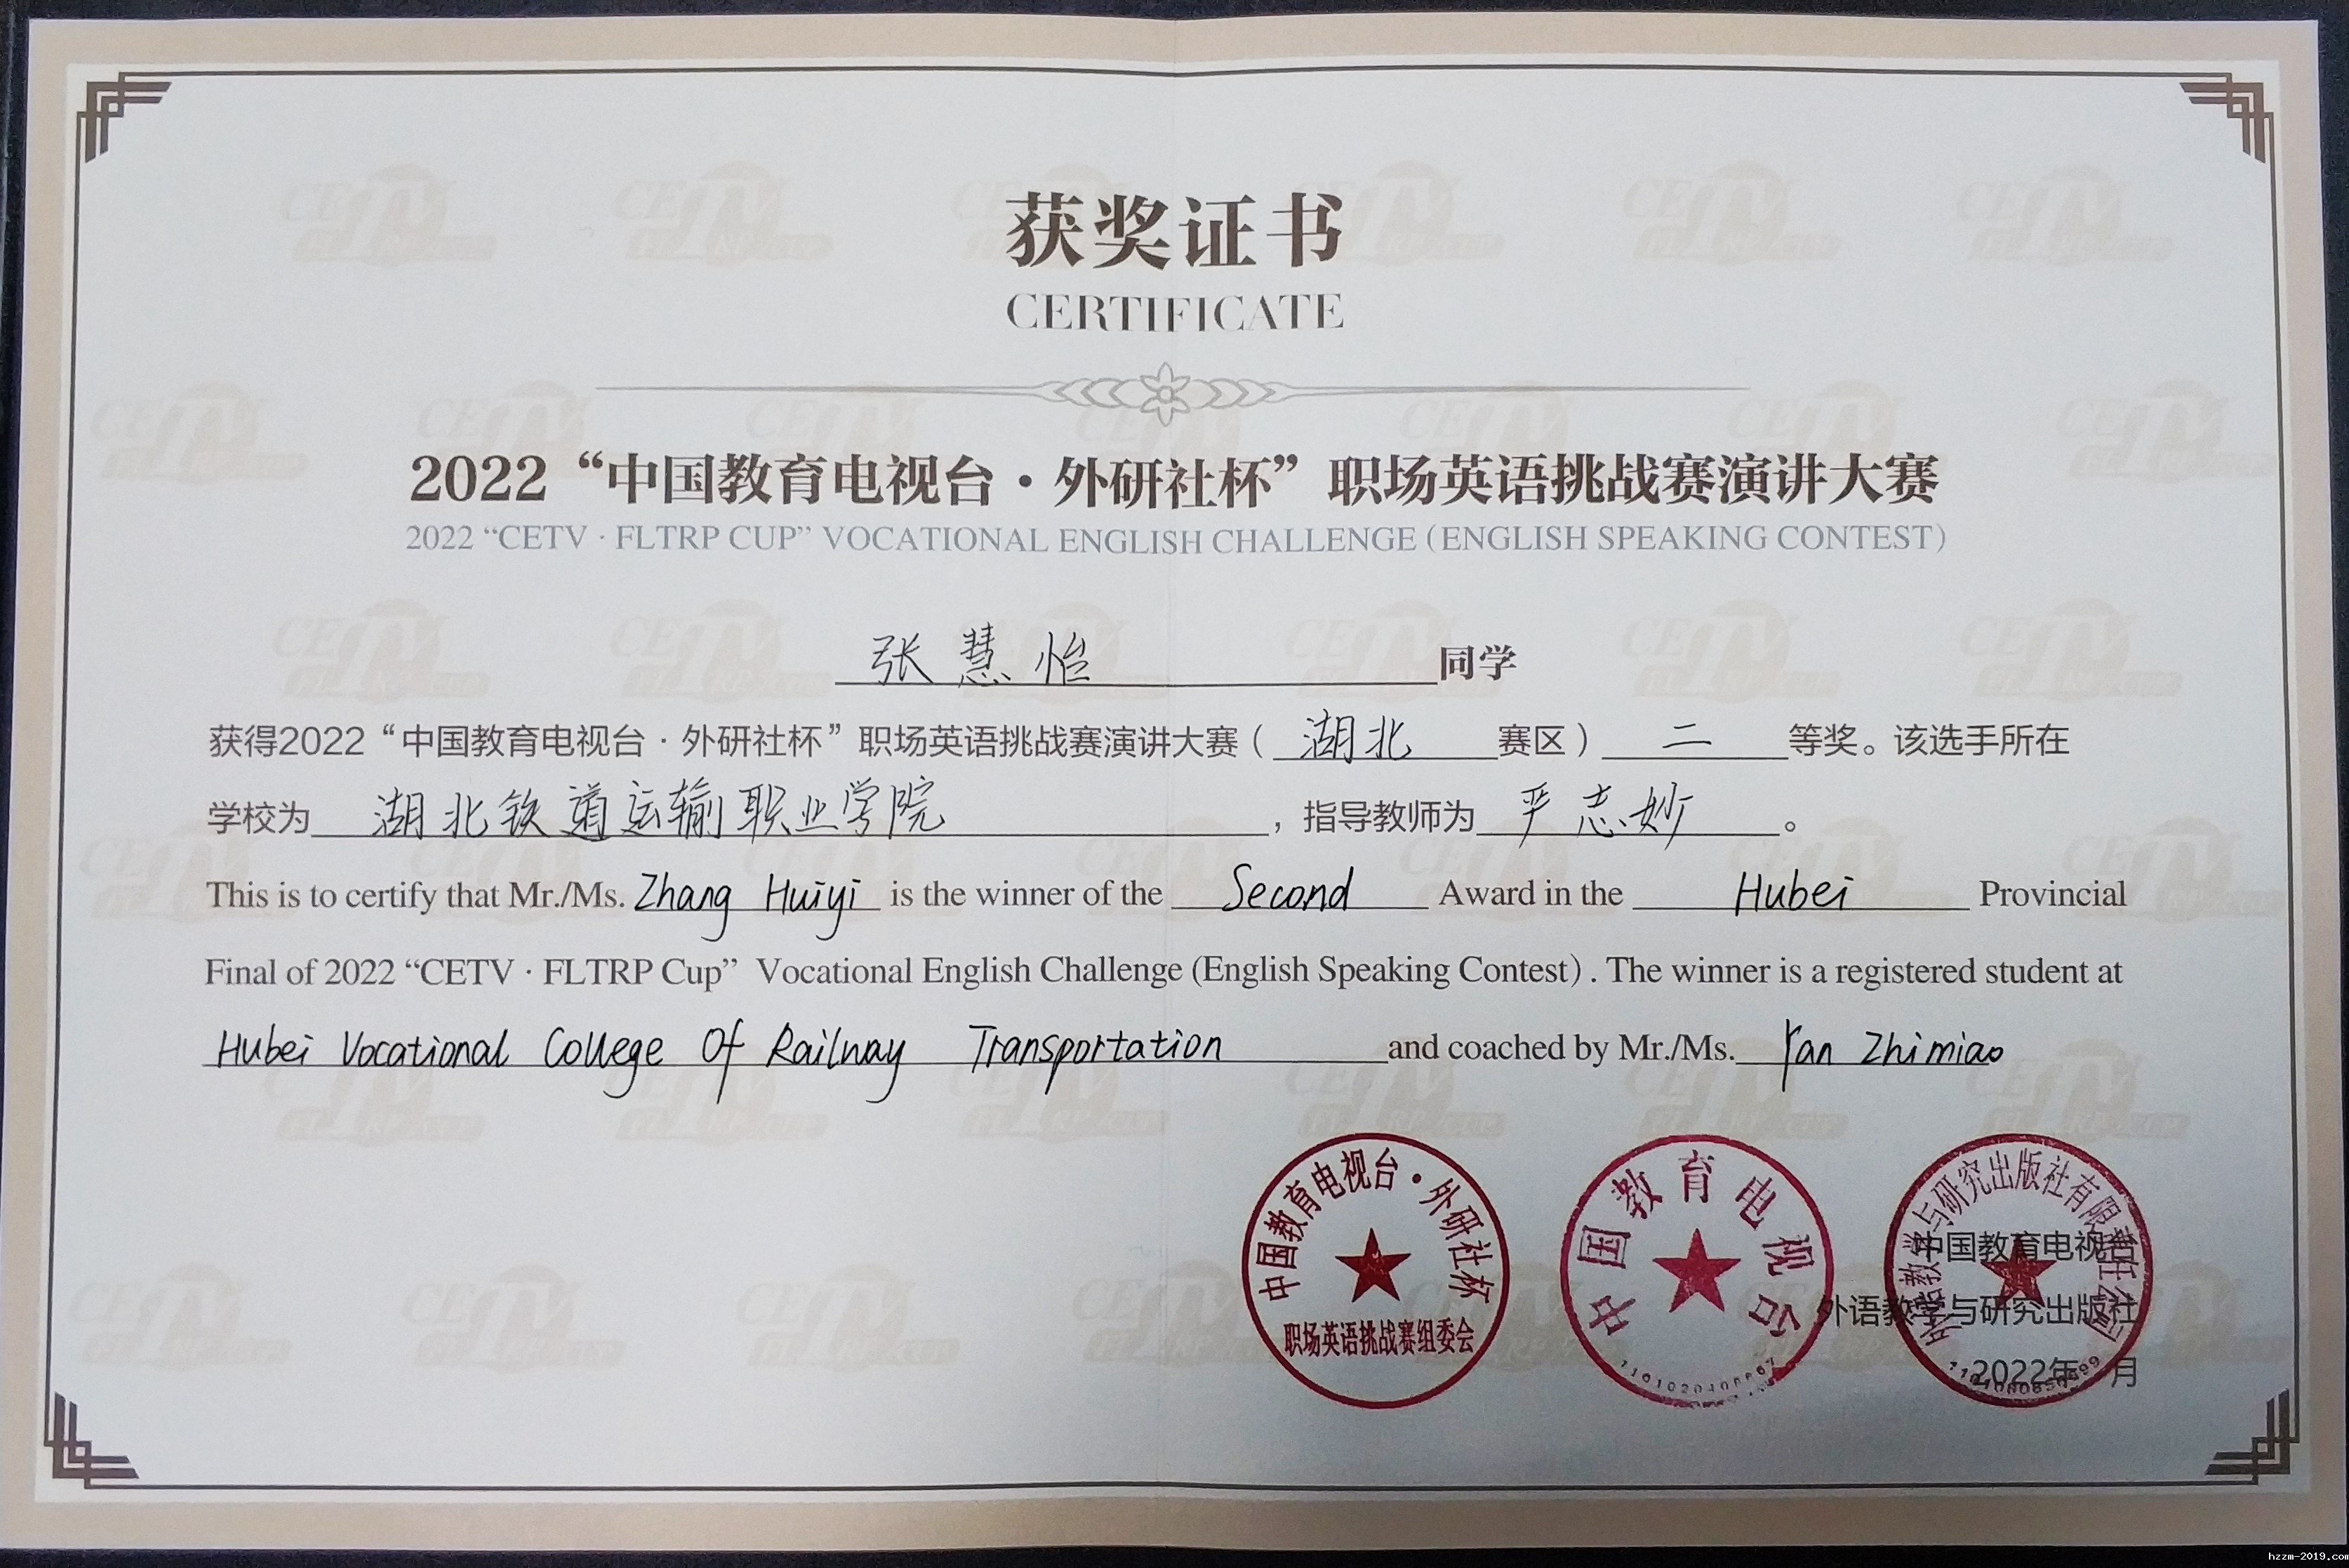 获奖证书
CERTIFICATE
2022“中国教育电视台·外研社杯”职场英语挑战赛演讲大赛
2022 “CETV · FLTRP CUP” VOCATIONAL ENGLISH CHALLENGE (ENGLISH SPEAKING CONTEST)
张慧怡 同学
获得2022“中国教育电视台·外研社杯”职场英语挑战赛演讲大赛（湖北赛区）二等奖。该选手所在
学校为湖北铁道运输职业学院，指导教师为严志妙。
This is to certify that Mr./Ms. Zhang Huiyi is the winner of the Second Award in the Hubei Provincial
Final of 2022 “CETV · FLTRP Cup” Vocational English Challenge (English Speaking Contest). The winner is a registered student at
Hubei Vocational College Of Railway Transportation and coached by Mr./Ms. Yan Zhimiao
中国教育电视台·外研社杯
职场英语挑战赛组委会
中国教育电视台
外语教学与研究出版社有限责任公司
中国教育电视台
外语教学与研究出版社
2022年 月
hzzm-2019.com